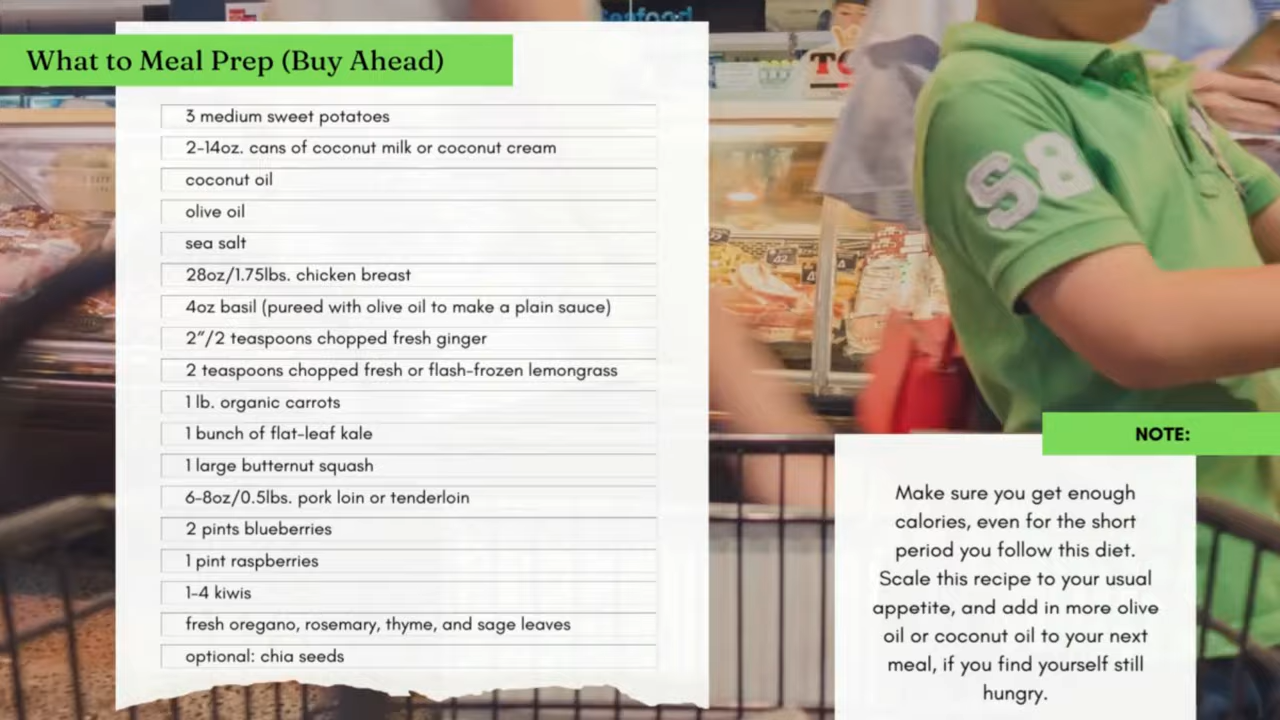 seafood
What to Meal Prep (Buy Ahead)
3 medium sweet potatoes
2-14oz. cans of coconut milk or coconut cream
coconut oil
olive oil
sea salt
28oz/1.75lbs. chicken breast
4oz basil (pureed with olive oil to make a plain sauce)
2”/2 teaspoons chopped fresh ginger
2 teaspoons chopped fresh or flash-frozen lemongrass
1 lb. organic carrots
1 bunch of flat-leaf kale
1 large butternut squash
6-8oz/0.5lbs. pork loin or tenderloin
2 pints blueberries
1 pint raspberries
1-4 kiwis
fresh oregano, rosemary, thyme, and sage leaves
optional: chia seeds
S8
42
NOTE:
Make sure you get enough
calories, even for the short
period you follow this diet.
Scale this recipe to your usual
appetite, and add in more olive
oil or coconut oil to your next
meal, if you find yourself still
hungry.